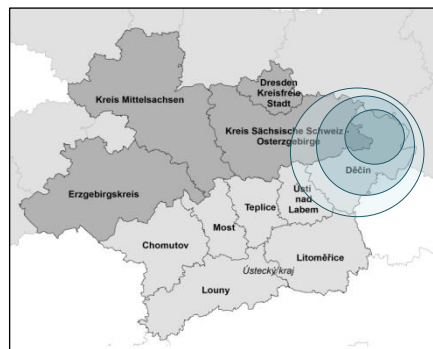 Dresden
Kreisfreie
Stadt
Kreis Mittelsachsen
Kreis Sächsische Schweiz -
Osterzgebirge
Děčín
Erzgebirgskreis
Ústí
nad
Labem
Teplice
Most
Chomutov
Litoměřice
Ústecký kraj
Louny